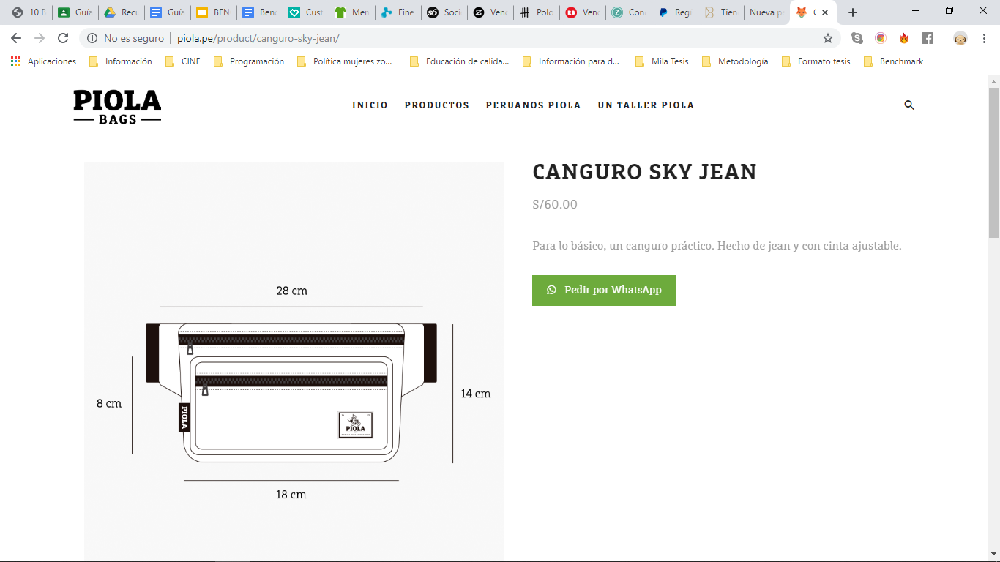 10 B
Guía
Recu
Guía
BEN
Benc
Cust
Mer
Fine
Soci
Venc
Polo
Venc
Con
Regi
Tien
Nueva pe
No es seguro
piola.pe/product/canguro-sky-jean/
Aplicaciones
Información
CINE
Programación
Política mujeres zo...
Educación de calida...
Información para d...
Mila Tesis
Metodología
Formato tesis
Benchmark
PIOLA
BAGS
INICIO
PRODUCTOS
PERUANOS PIOLA
UN TALLER PIOLA
CANGURO SKY JEAN
S/60.00
Para lo básico, un canguro práctico. Hecho de jean y con cinta ajustable.
Pedir por WhatsApp
28 cm
8 cm
14 cm
PIOLA
PIOLA
18 cm